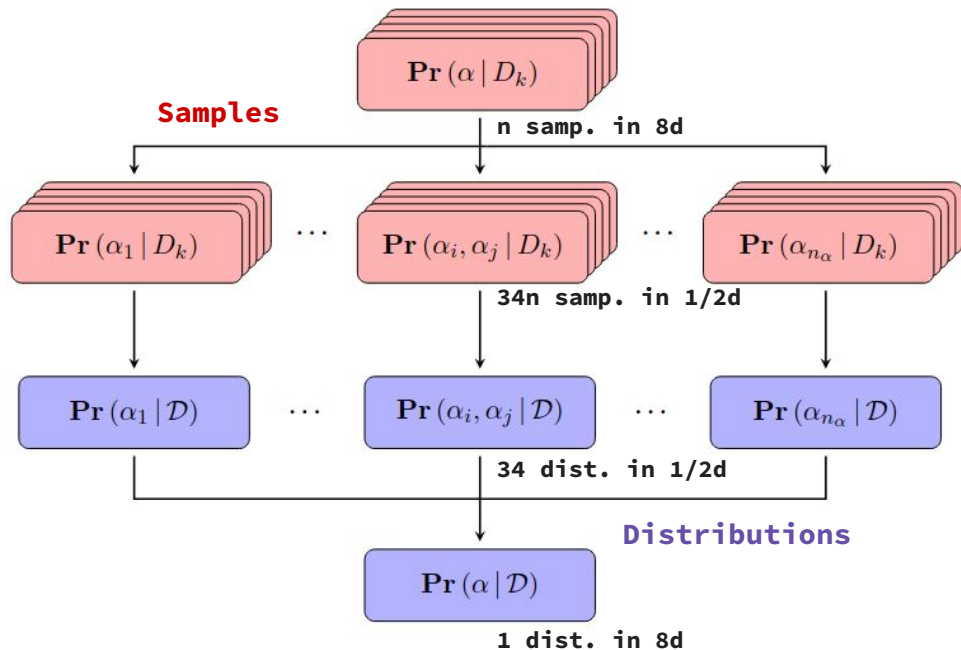 Pr (α | D_k)
Samples
n samp. in 8d
Pr (α_1 | D_k) ··· Pr (α_i, α_j | D_k) ··· Pr (α_{n_α} | D_k)
34n samp. in 1/2d
Pr (α_1 | 𝒟) ··· Pr (α_i, α_j | 𝒟) ··· Pr (α_{n_α} | 𝒟)
34 dist. in 1/2d
Distributions
Pr (α | 𝒟)
1 dist. in 8d